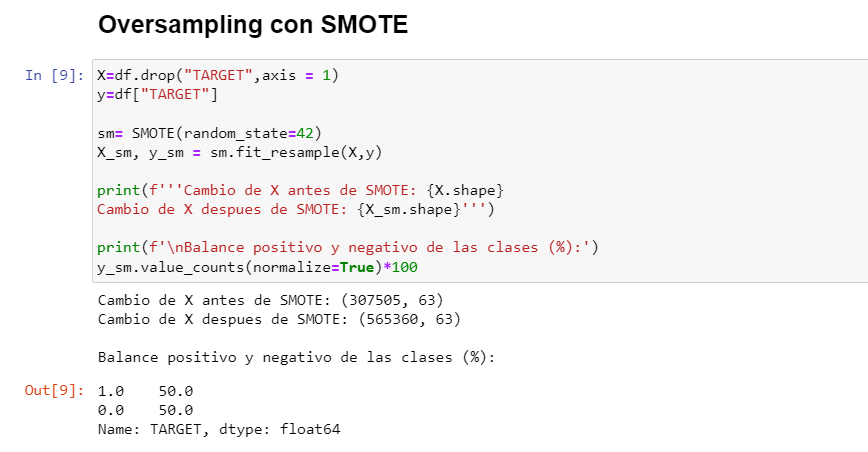 Oversampling con SMOTE
In [9]: X=df.drop("TARGET",axis = 1)
y=df["TARGET"]
sm= SMOTE(random_state=42)
X_sm, y_sm = sm.fit_resample(X,y)
print(f'''Cambio de X antes de SMOTE: {X.shape}
Cambio de X despues de SMOTE: {X_sm.shape}''')
print(f'\nBalance positivo y negativo de las clases (%):')
y_sm.value_counts(normalize=True)*100
Cambio de X antes de SMOTE: (307505, 63)
Cambio de X despues de SMOTE: (565360, 63)
Balance positivo y negativo de las clases (%):
Out[9]: 1.0    50.0
0.0    50.0
Name: TARGET, dtype: float64